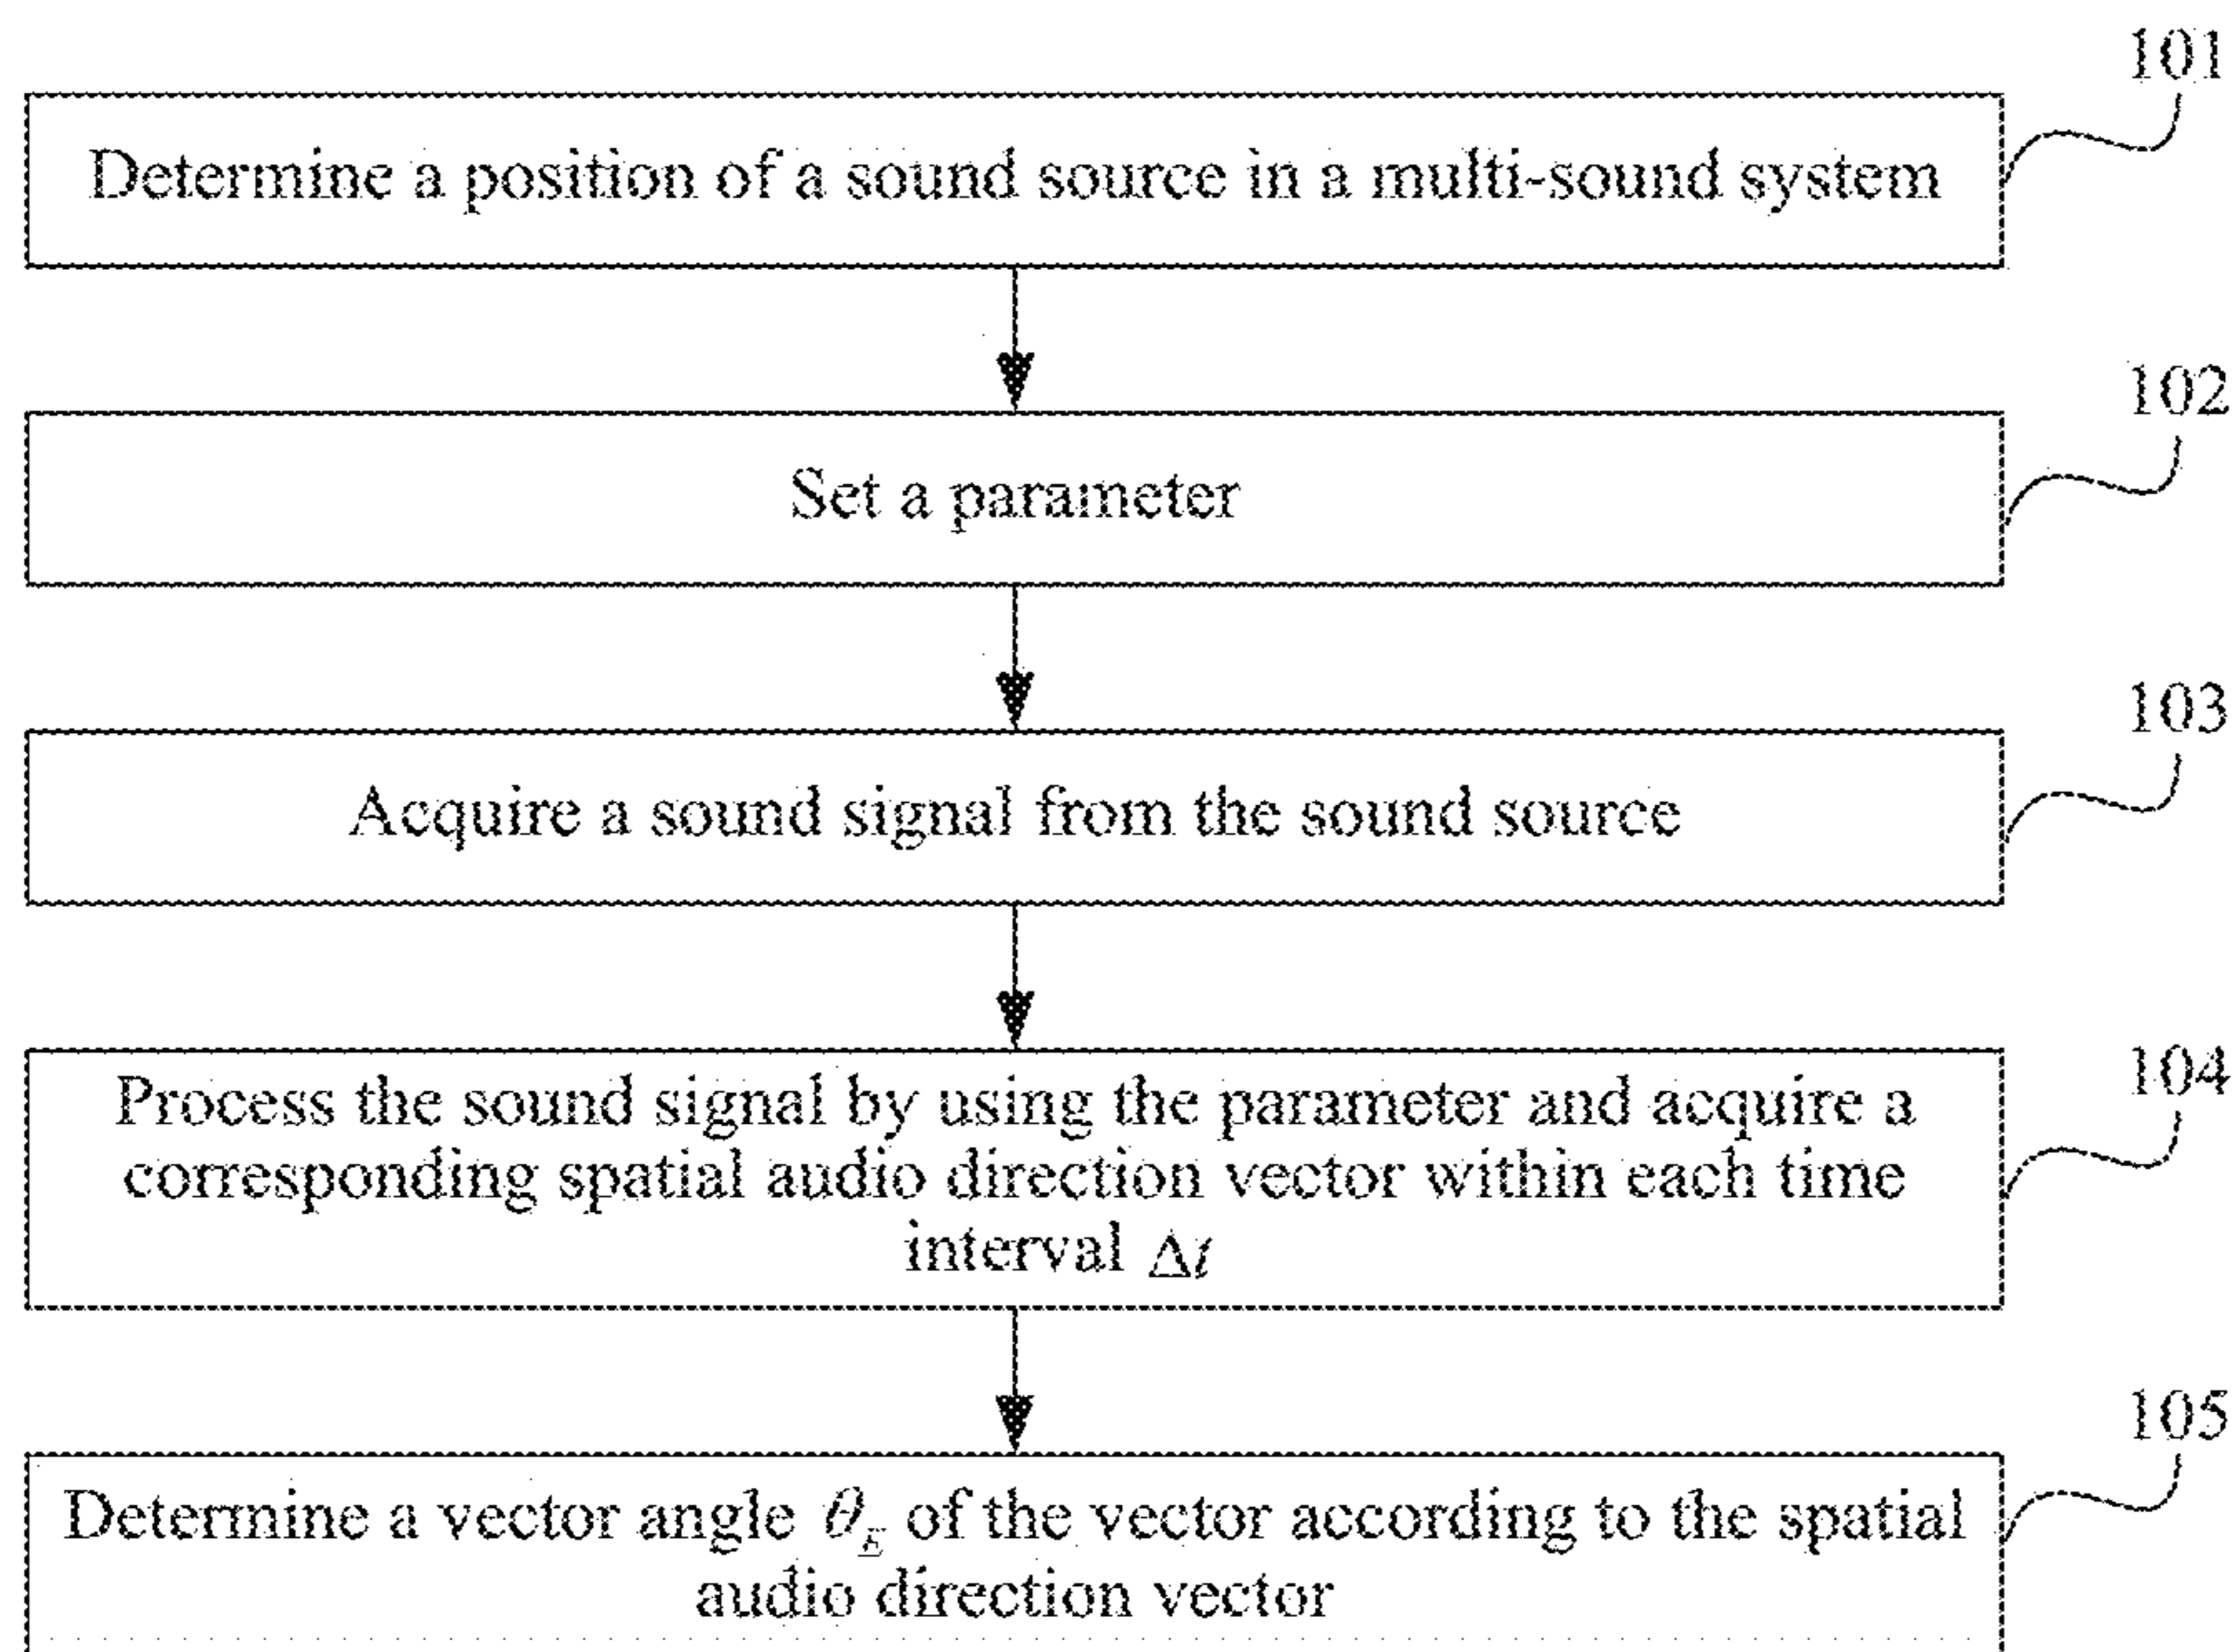 101
Determine a position of a sound source in a multi-sound system
102
Set a parameter
103
Acquire a sound signal from the sound source
104
Process the sound signal by using the parameter and acquire a
corresponding spatial audio direction vector within each time
interval Δt
105
Determine a vector angle θ_E of the vector according to the spatial
audio direction vector